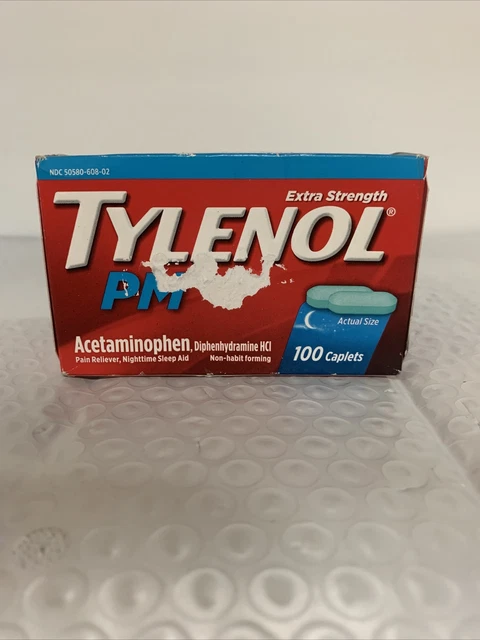 NDC 50580-608-02
Extra Strength
TYLENOL®
PM
Acetaminophen, Diphenhydramine HCl
Pain Reliever, Nighttime Sleep Aid Non-habit forming
Actual Size
100 Caplets